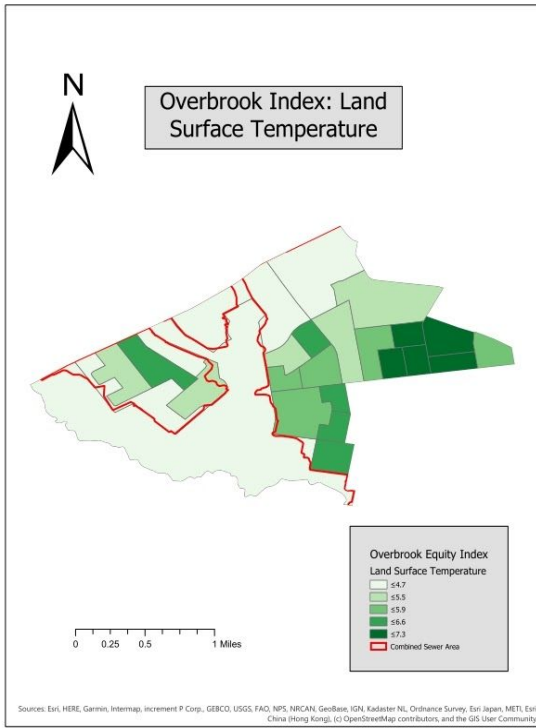 N
Overbrook Index: Land
Surface Temperature
Overbrook Equity Index
Land Surface Temperature
≤4.7
≤5.5
≤5.9
≤6.6
≤7.3
Combined Sewer Area
0 0.25 0.5 1 Miles
Sources: Esri, HERE, Garmin, Intermap, increment P Corp., GEBCO, USGS, FAO, NPS, NRCAN, GeoBase, IGN, Kadaster NL, Ordnance Survey, Esri Japan, METI, Esri
China (Hong Kong), (c) OpenStreetMap contributors, and the GIS User Community